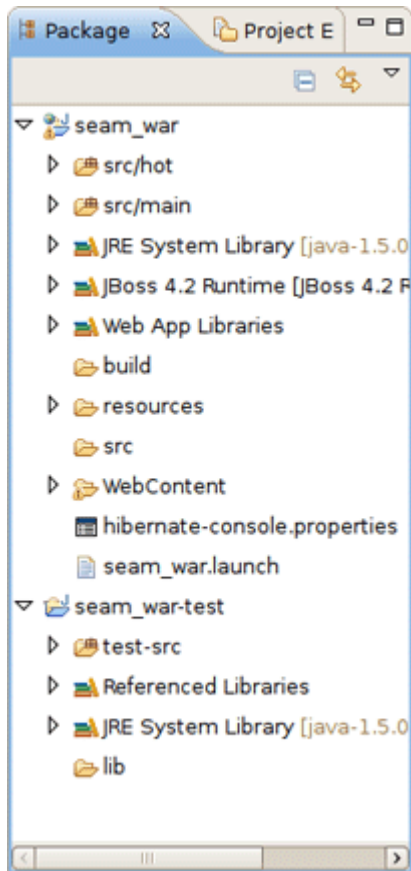 Package Project E
seam_war
src/hot
src/main
JRE System Library [java-1.5.0
JBoss 4.2 Runtime [JBoss 4.2 R
Web App Libraries
build
resources
src
WebContent
hibernate-console.properties
seam_war.launch
seam_war-test
test-src
Referenced Libraries
JRE System Library [java-1.5.0
lib